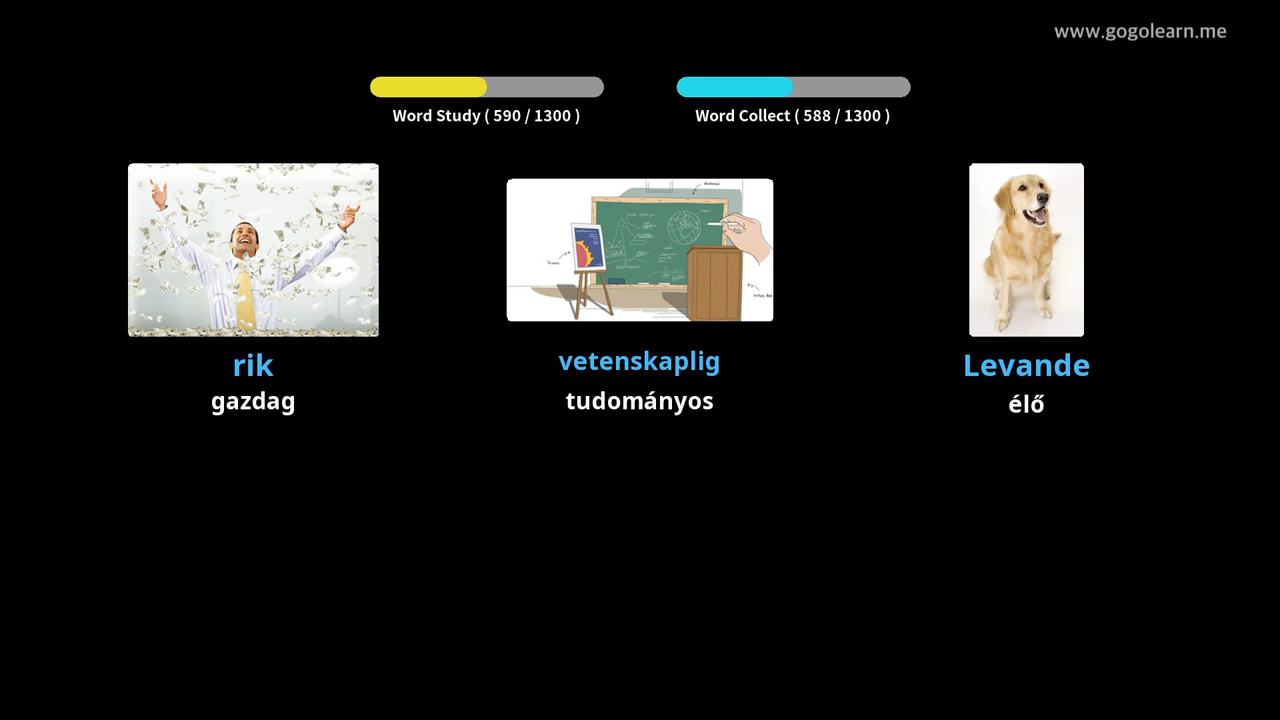 www.gogolearn.me
Word Study ( 590 / 1300 )
Word Collect ( 588 / 1300 )
rik
gazdag
vetenskaplig
tudományos
Levande
élő